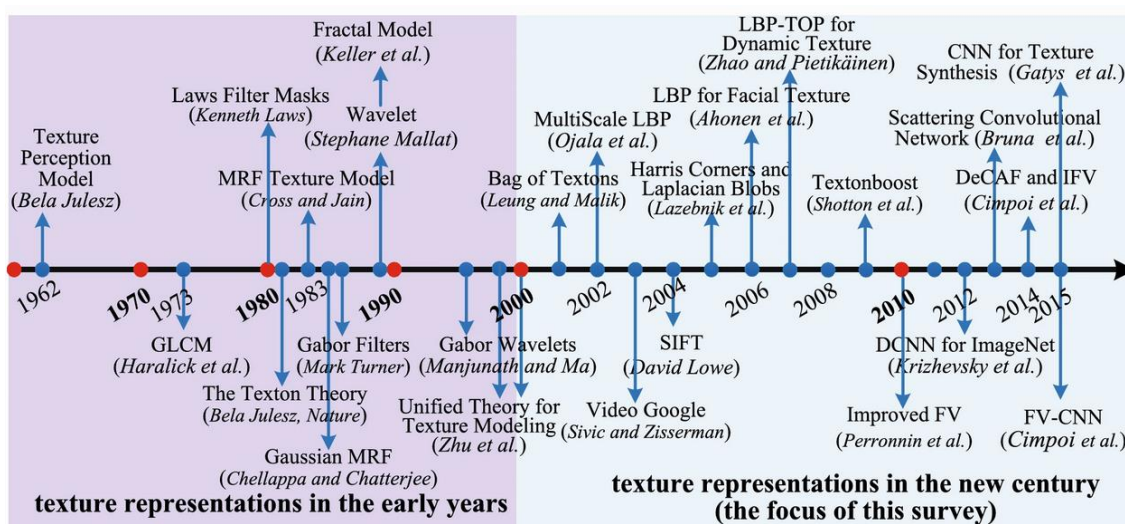 Fractal Model
(Keller et al.)
Laws Filter Masks
(Kenneth Laws)
Wavelet
(Stephane Mallat)
Texture
Perception
Model
(Bela Julesz)
MRF Texture Model
(Cross and Jain)
Bag of Textons
(Leung and Malik)
MultiScale LBP
(Ojala et al.)
LBP-TOP for
Dynamic Texture
(Zhao and Pietikäinen)
LBP for Facial Texture
(Ahonen et al.)
Harris Corners and
Laplacian Blobs
(Lazebnik et al.)
Textonboost
(Shotton et al.)
CNN for Texture
Synthesis (Gatys et al.)
Scattering Convolutional
Network (Bruna et al.)
DeCAF and IFV
(Cimpoi et al.)
1962
1970
1973
1980
1983
1990
2000
2002
2004
2006
2008
2010
2012
2014
2015
GLCM
(Haralick et al.)
The Texton Theory
(Bela Julesz, Nature)
Gabor Filters
(Mark Turner)
Gaussian MRF
(Chellappa and Chatterjee)
Gabor Wavelets
(Manjunath and Ma)
Unified Theory for
Texture Modeling
(Zhu et al.)
SIFT
(David Lowe)
Video Google
(Sivic and Zisserman)
DCNN for ImageNet
(Krizhevsky et al.)
Improved FV
(Perronnin et al.)
FV-CNN
(Cimpoi et al.)
texture representations in the early years
texture representations in the new century
(the focus of this survey)